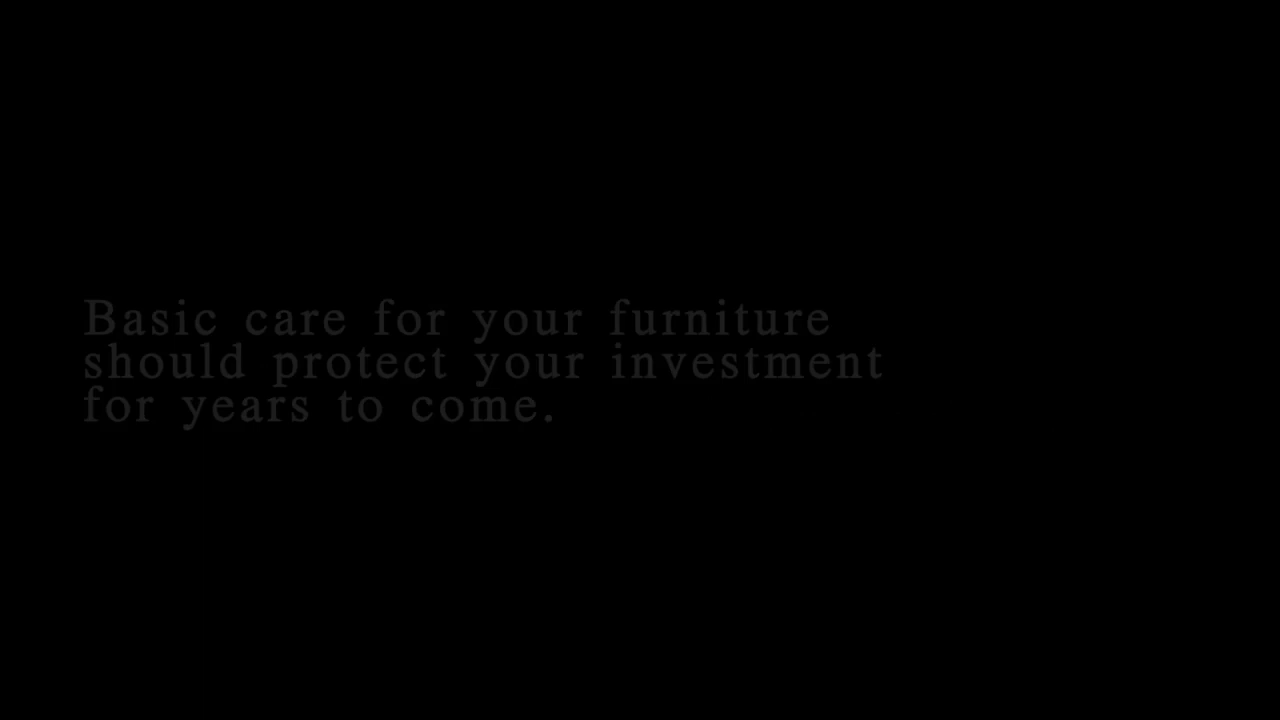 Basic care for your furniture
should protect your investment
for years to come.